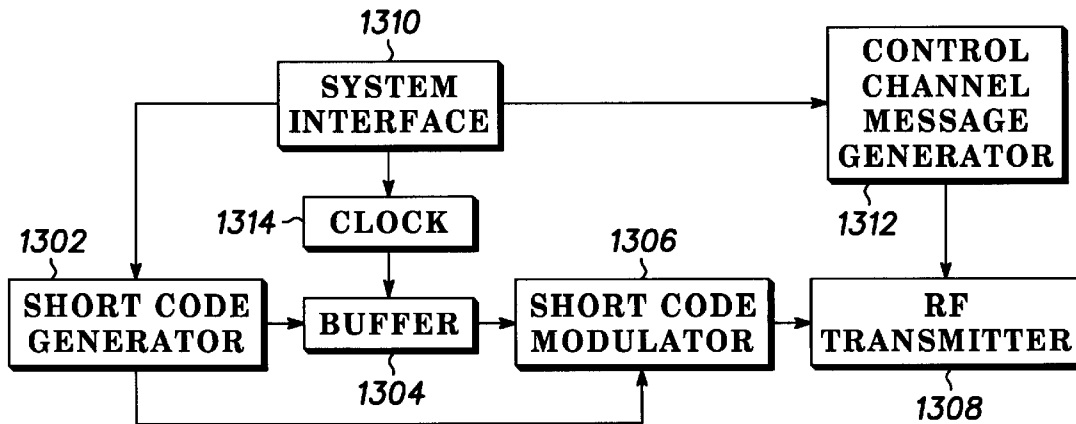 1310
SYSTEM
INTERFACE
CONTROL
CHANNEL
MESSAGE
GENERATOR
1312
1314
CLOCK
1302
SHORT CODE
GENERATOR
BUFFER
1304
1306
SHORT CODE
MODULATOR
RF
TRANSMITTER
1308